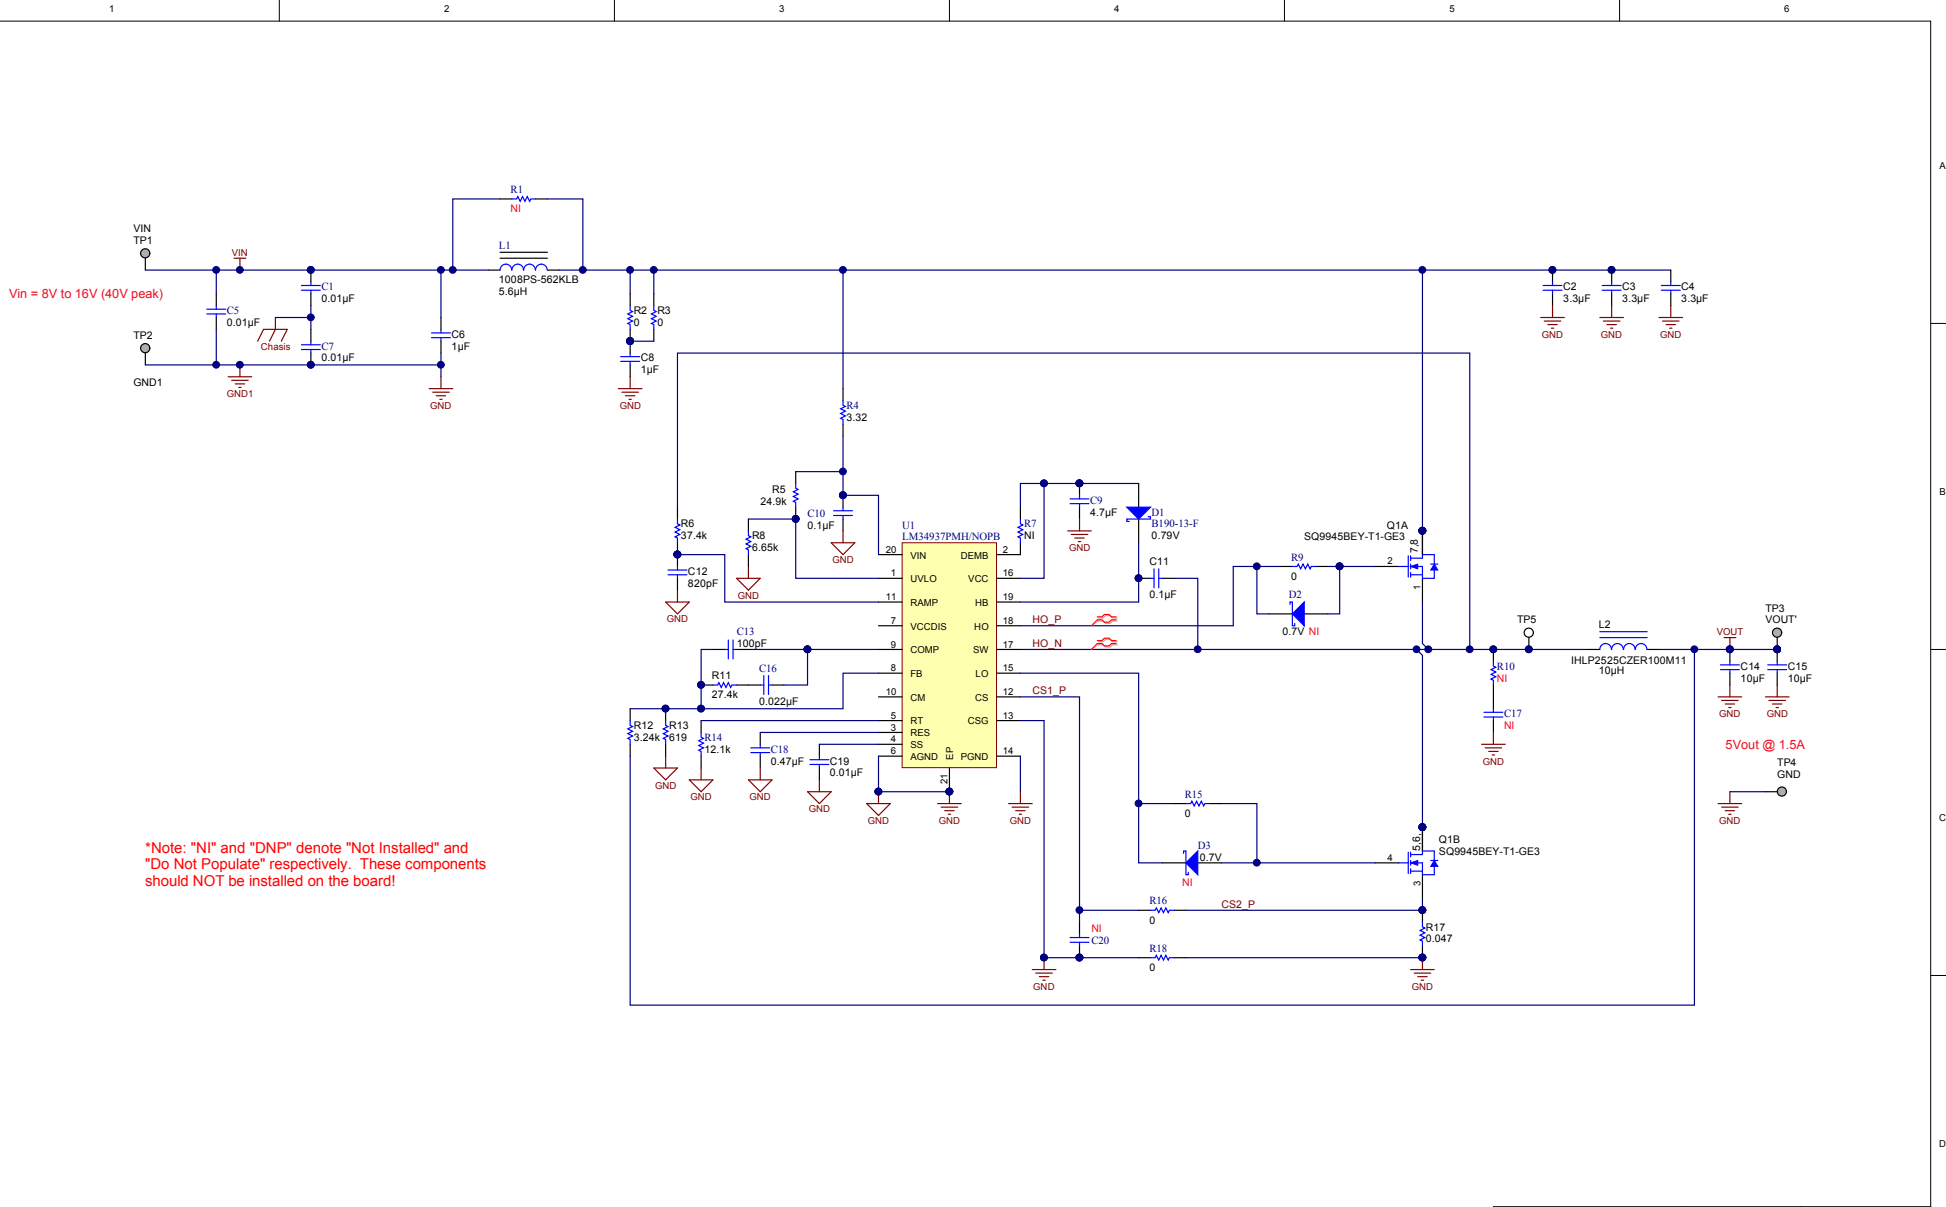 1 2 3 4 5 6
A
B
C
D
VIN
TP1
VIN
Vin = 8V to 16V (40V peak)
TP2
GND1
C5
0.01µF
GND1
C1
0.01µF
Chasis
C7
0.01µF
C6
1µF
GND
R1
NI
L1
1008PS-562KLB
5.6µH
R2
0
R3
0
C8
1µF
GND
R4
3.32
C2
3.3µF
GND
C3
3.3µF
GND
C4
3.3µF
GND
R5
24.9k
C10
0.1µF
GND
R6
37.4k
R8
6.65k
GND
C12
820pF
GND
U1
LM34937PMH/NOPB
20 VIN
1 UVLO
11 RAMP
7 VCCDIS
9 COMP
8 FB
10 CM
5 RT
3 RES
4 SS
6 AGND
EP
21
DEMB 2
VCC 16
HB 19
HO 18
SW 17
LO 15
CS 12
CSG 13
PGND 14
R7
NI
C9
4.7µF
GND
D1
B190-13-F
0.79V
C11
0.1µF
HO_P
HO_N
CS1_P
R9
0
D2
0.7V NI
Q1A
SQ9945BEY-T1-GE3
7,8
2
1
TP5
L2
IHLP2525CZER100M11
10µH
TP3
VOUT'
VOUT
C14
10µF
GND
C15
10µF
GND
5Vout @ 1.5A
TP4
GND
GND
R10
NI
C17
NI
GND
C13
100pF
R11
27.4k
C16
0.022µF
R12
3.24k
R13
619
GND
R14
12.1k
GND
C18
0.47µF
GND
C19
0.01µF
GND
GND
GND
GND
R15
0
D3
0.7V
NI
Q1B
SQ9945BEY-T1-GE3
5,6,
4
3
R16
0
CS2_P
NI
C20
R18
0
R17
0.047
GND
GND
*Note: "NI" and "DNP" denote "Not Installed" and
"Do Not Populate" respectively. These components
should NOT be installed on the board!